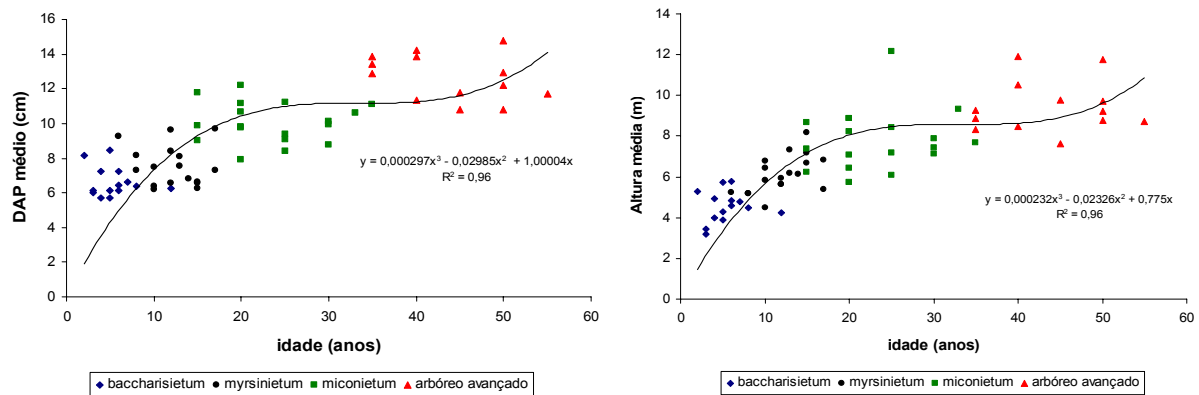 16
14
12
10
8
6
4
2
0
DAP médio (cm)
y = 0,000297x³ - 0,02985x² + 1,00004x
R² = 0,96
0 10 20 30 40 50 60
idade (anos)
baccharisietum myrsinietum miconietum arbóreo avançado
14
12
10
8
6
4
2
0
Altura média (m)
y = 0,000232x³ - 0,02326x² + 0,775x
R² = 0,96
0 10 20 30 40 50 60
idade (anos)
baccharisietum myrsinietum miconietum arbóreo avançado